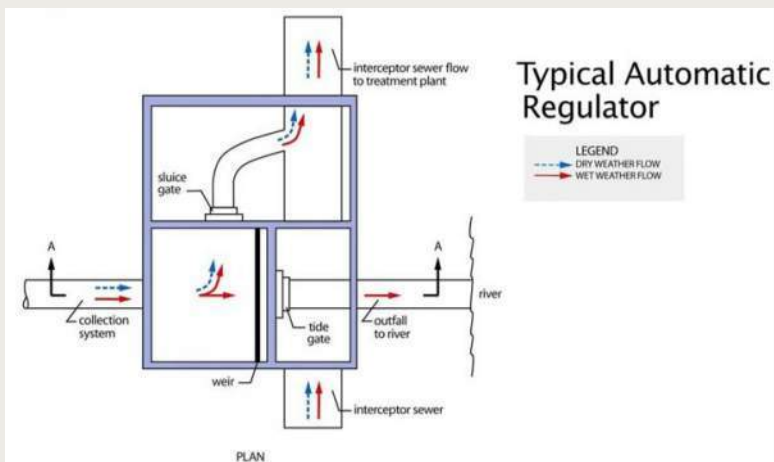 interceptor sewer flow
to treatment plant
Typical Automatic
Regulator
LEGEND
DRY WEATHER FLOW
WET WEATHER FLOW
sluice
gate
A
A
collection
system
tide
gate
outfall
to river
river
weir
interceptor sewer
PLAN